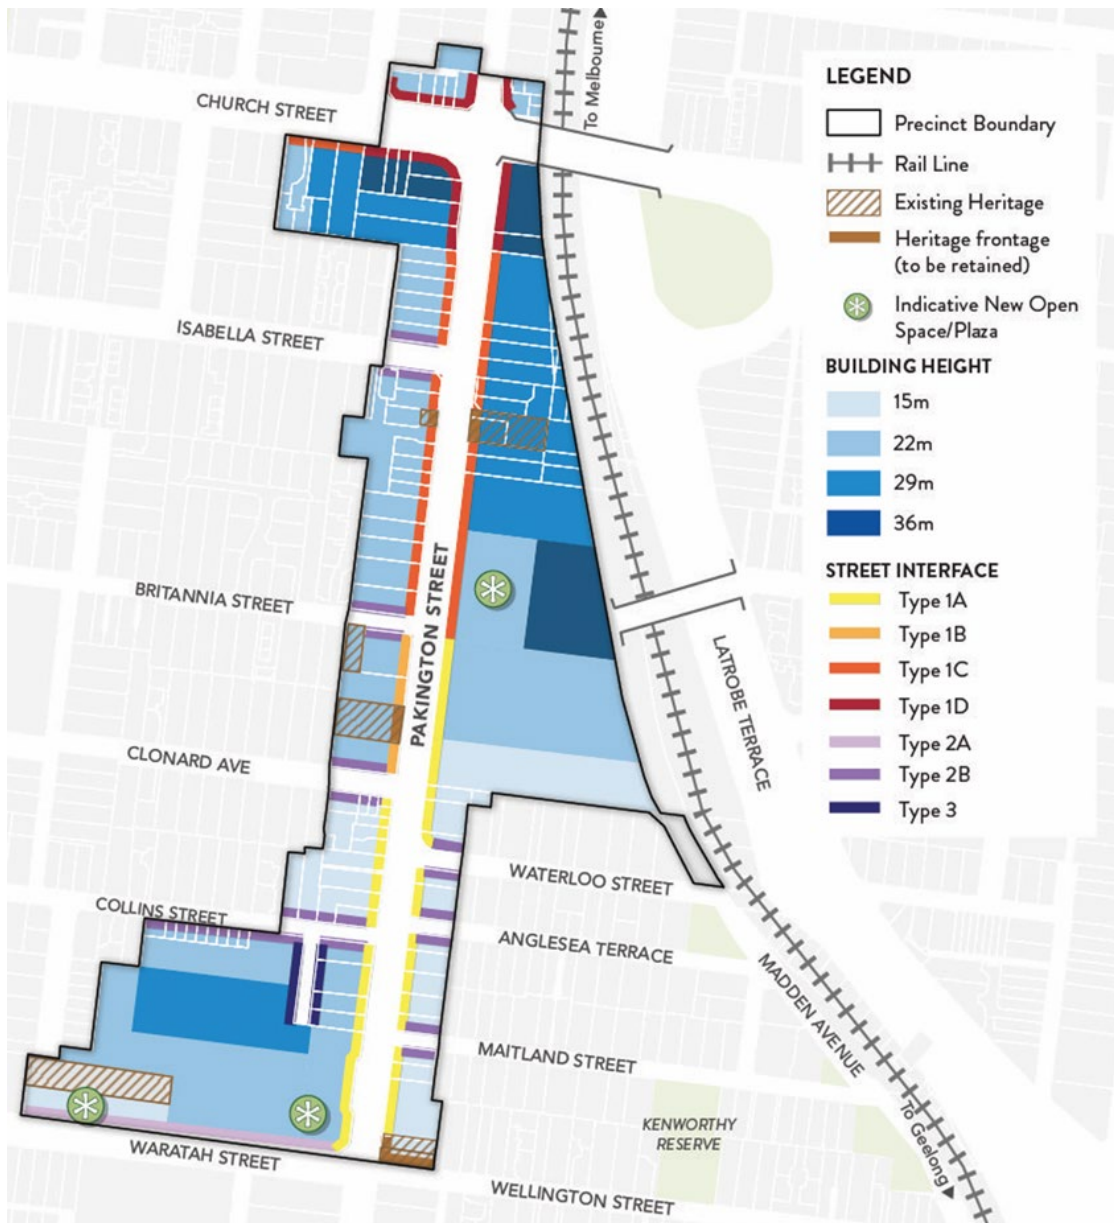 To Melbourne
CHURCH STREET
ISABELLA STREET
BRITANNIA STREET
PAKINGTON STREET
CLONARD AVE
COLLINS STREET
WATERLOO STREET
ANGLESEA TERRACE
MAITLAND STREET
LATROBE TERRACE
MADDEN AVENUE
To Geelong
KENWORTHY
RESERVE
WARATAH STREET
WELLINGTON STREET
LEGEND
Precinct Boundary
Rail Line
Existing Heritage
Heritage frontage
(to be retained)
Indicative New Open
Space/Plaza
BUILDING HEIGHT
15m
22m
29m
36m
STREET INTERFACE
Type 1A
Type 1B
Type 1C
Type 1D
Type 2A
Type 2B
Type 3